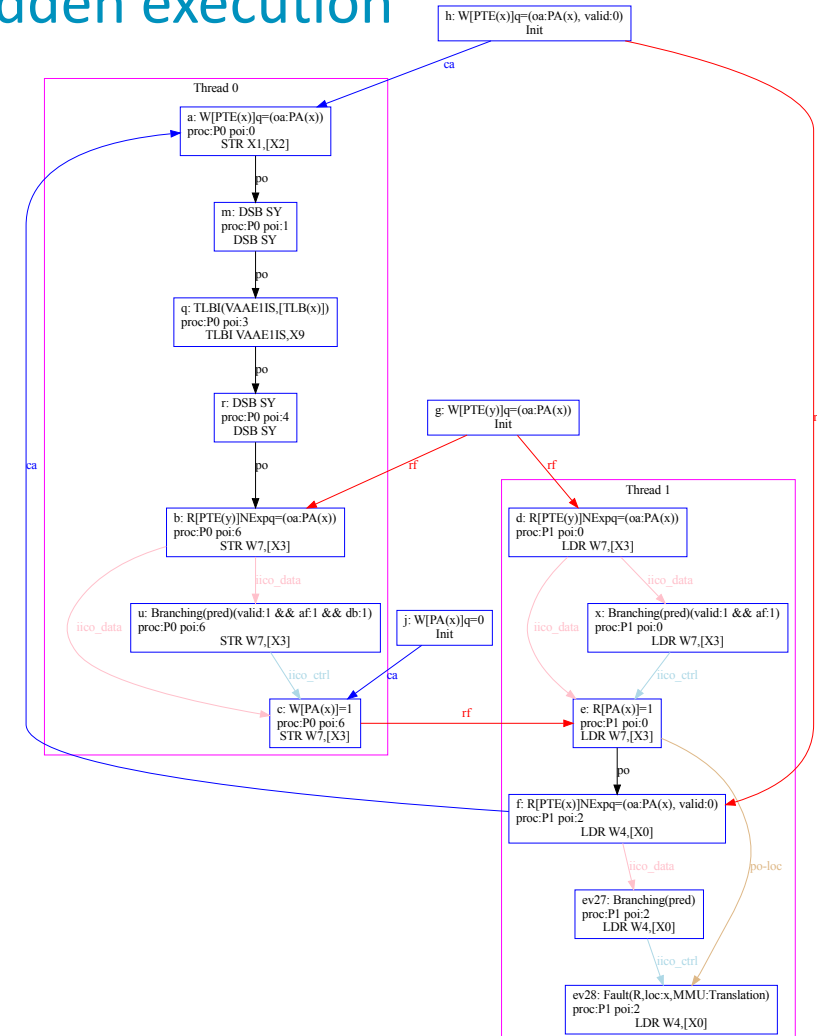 dden execution
h: W[PTE(x)]q=(oa:PA(x), valid:0)
Init
ca
Thread 0
a: W[PTE(x)]q=(oa:PA(x))
proc:P0 poi:0
STR X1,[X2]
po
m: DSB SY
proc:P0 poi:1
DSB SY
po
q: TLBI(VAAE1IS,[TLB(x)])
proc:P0 poi:3
TLBI VAAE1IS,X9
po
r: DSB SY
proc:P0 poi:4
DSB SY
g: W[PTE(y)]q=(oa:PA(x))
Init
po
ca
rf
rf
Thread 1
b: R[PTE(y)]NExpq=(oa:PA(x))
proc:P0 poi:6
STR W7,[X3]
d: R[PTE(y)]NExpq=(oa:PA(x))
proc:P1 poi:0
LDR W7,[X3]
iico_data
iico_data
u: Branching(pred)(valid:1 && af:1 && db:1)
proc:P0 poi:6
STR W7,[X3]
j: W[PA(x)]q=0
Init
x: Branching(pred)(valid:1 && af:1)
proc:P1 poi:0
LDR W7,[X3]
iico_data
iico_data
iico_ctrl
ca
iico_ctrl
c: W[PA(x)]=1
proc:P0 poi:6
STR W7,[X3]
rf
e: R[PA(x)]=1
proc:P1 poi:0
LDR W7,[X3]
po
f: R[PTE(x)]NExpq=(oa:PA(x), valid:0)
proc:P1 poi:2
LDR W4,[X0]
iico_data
po-loc
ev27: Branching(pred)
proc:P1 poi:2
LDR W4,[X0]
iico_ctrl
ev28: Fault(R,loc:x,MMU:Translation)
proc:P1 poi:2
LDR W4,[X0]